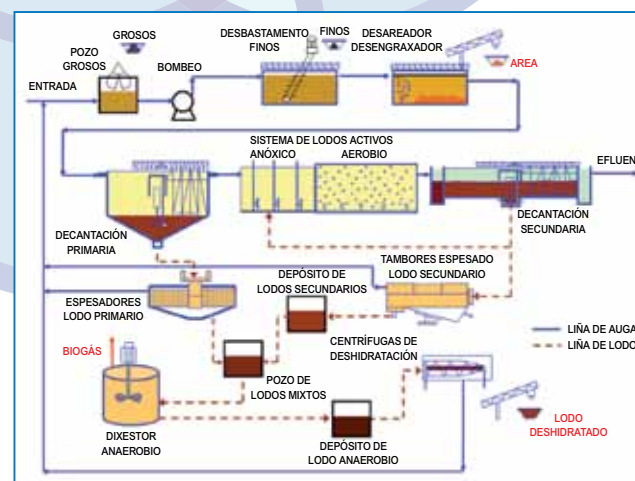 GROSOS
POZO
GROSOS
ENTRADA
BOMBEO
DESBASTAMENTO
FINOS
FINOS
DESAREADOR
DESENGRAXADOR
AREA
SISTEMA DE LODOS ACTIVOS
ANÓXICO
AEROBIO
EFLUEN
DECANTACIÓN
PRIMARIA
DECANTACIÓN
SECUNDARIA
TAMBORES ESPESADO
LODO SECUNDARIO
DEPÓSITO DE
LODOS SECUNDARIOS
ESPESADORES
LODO PRIMARIO
LIÑA DE AUGA
LIÑA DE LODO
CENTRÍFUGAS DE
DESHIDRATACIÓN
BIOGÁS
POZO DE
LODOS MIXTOS
DIXESTOR
ANAEROBIO
DEPÓSITO DE
LODO ANAEROBIO
LODO
DESHIDRATADO